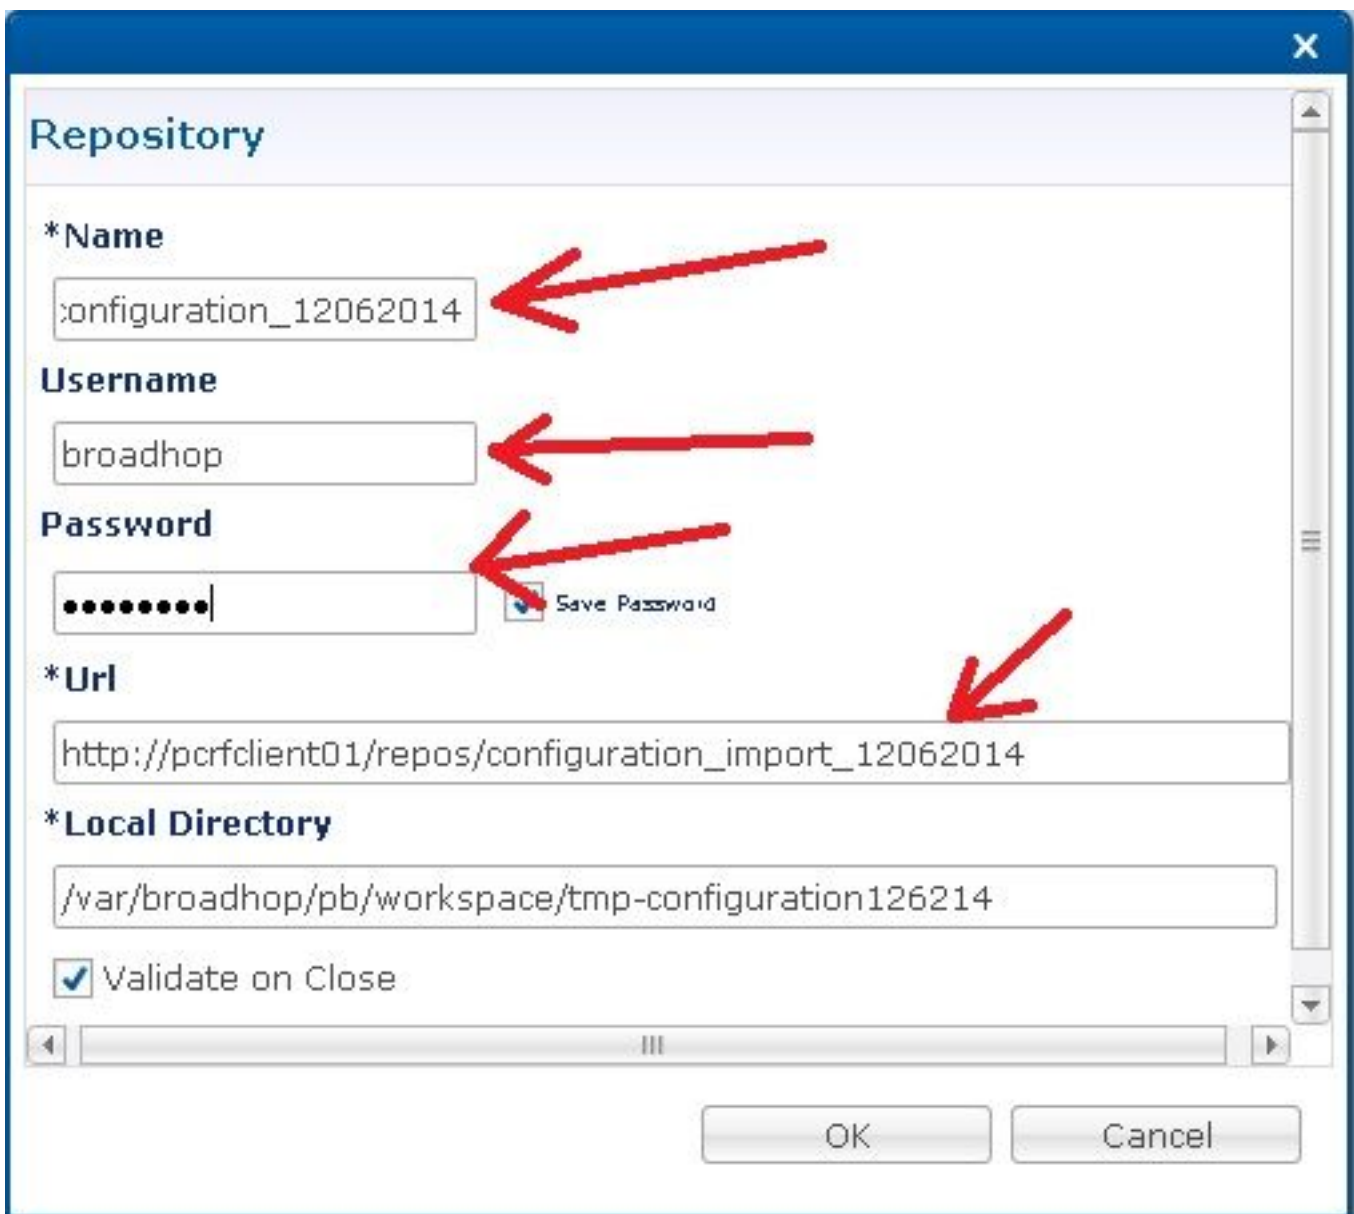 Repository
*Name
configuration_12062014
Username
broadhop
Password
••••••••
Save Password
*Url
http://pcrfclient01/repos/configuration_import_12062014
*Local Directory
/var/broadhop/pb/workspace/tmp-configuration126214
Validate on Close
OK Cancel